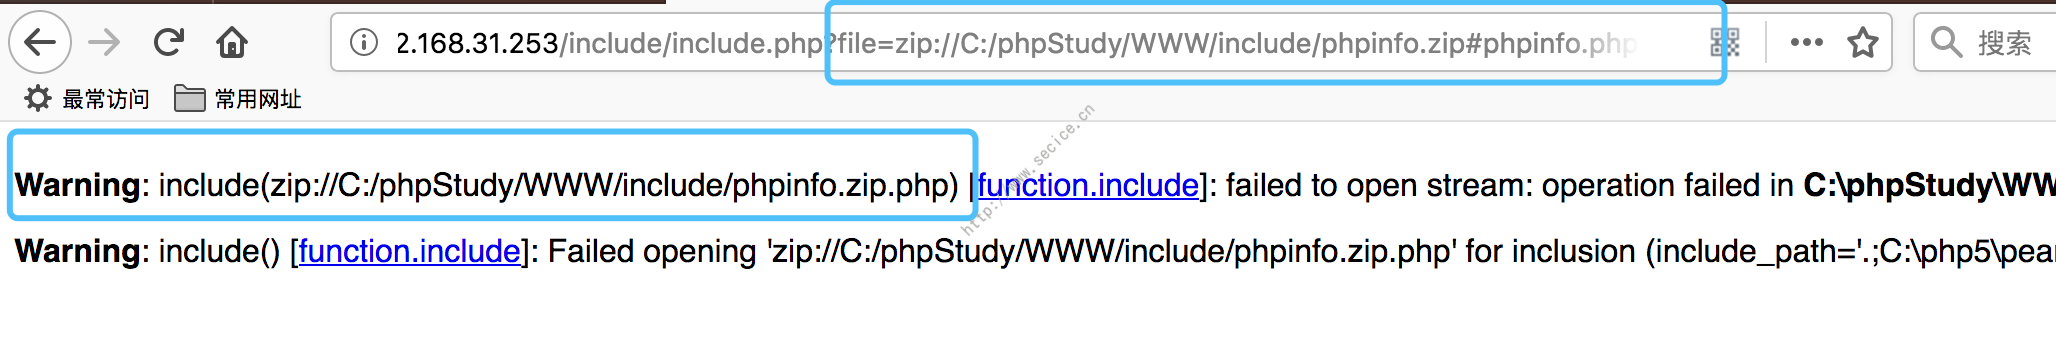 2.168.31.253/include/include.php?file=zip://C:/phpStudy/WWW/include/phpinfo.zip#phpinfo.php
搜索
最常访问 常用网址
Warning: include(zip://C:/phpStudy/WWW/include/phpinfo.zip.php) [function.include]: failed to open stream: operation failed in C:\phpStudy\WW
http://www.secice.cn
Warning: include() [function.include]: Failed opening 'zip://C:/phpStudy/WWW/include/phpinfo.zip.php' for inclusion (include_path='.;C:\php5\pear